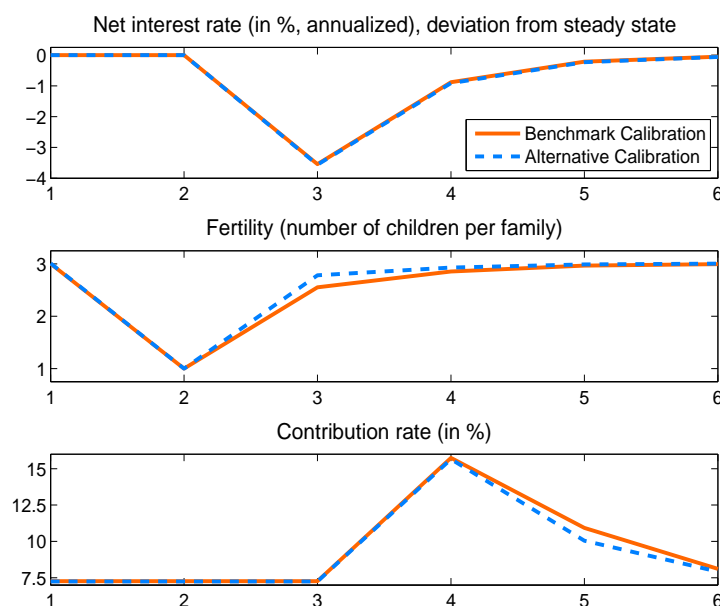 Net interest rate (in %, annualized), deviation from steady state
0
−1
−2
−3
−4
Benchmark Calibration
Alternative Calibration
1 2 3 4 5 6
Fertility (number of children per family)
3
2
1
1 2 3 4 5 6
Contribution rate (in %)
15
12.5
10
7.5
1 2 3 4 5 6